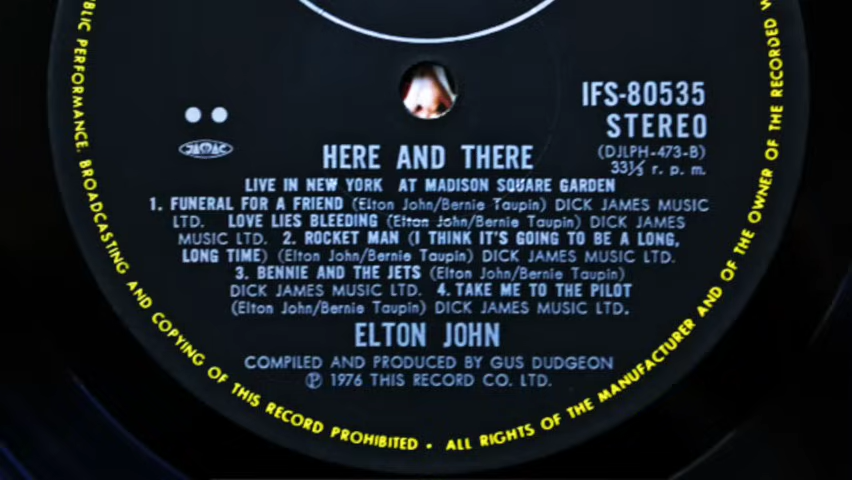 IFS-80535
STEREO
(DJLPH-473-B)
33⅓ r. p. m.
JASRAC
HERE AND THERE
LIVE IN NEW YORK AT MADISON SQUARE GARDEN
1. FUNERAL FOR A FRIEND (Elton John/Bernie Taupin) DICK JAMES MUSIC
LTD. LOVE LIES BLEEDING (Elton John/Bernie Taupin) DICK JAMES
MUSIC LTD. 2. ROCKET MAN (I THINK IT'S GOING TO BE A LONG,
LONG TIME) (Elton John/Bernie Taupin) DICK JAMES MUSIC LTD.
3. BENNIE AND THE JETS (Elton John/Bernie Taupin)
DICK JAMES MUSIC LTD. 4. TAKE ME TO THE PILOT
(Elton John/Bernie Taupin) DICK JAMES MUSIC LTD.
ELTON JOHN
COMPILED AND PRODUCED BY GUS DUDGEON
℗ 1976 THIS RECORD CO. LTD.
PERFORMANCE. BROADCASTING AND COPYING OF THIS RECORD PROHIBITED • ALL RIGHTS OF THE MANUFACTURER AND OF THE OWNER OF THE RECORDED